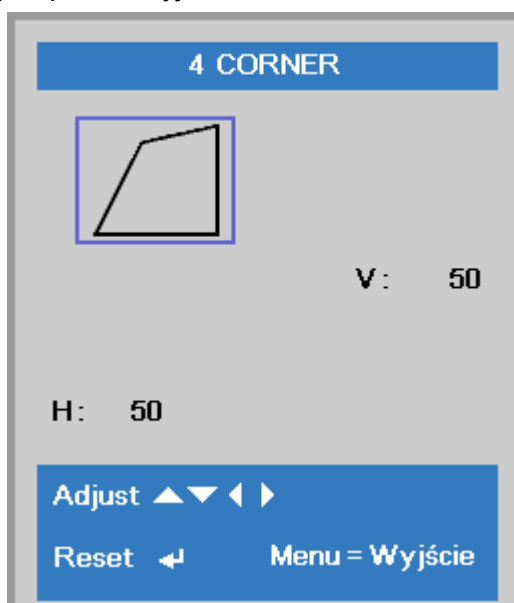 4 CORNER
V: 50
H: 50
Adjust ▲▼◀▶
Reset ↵ Menu = Wyjście